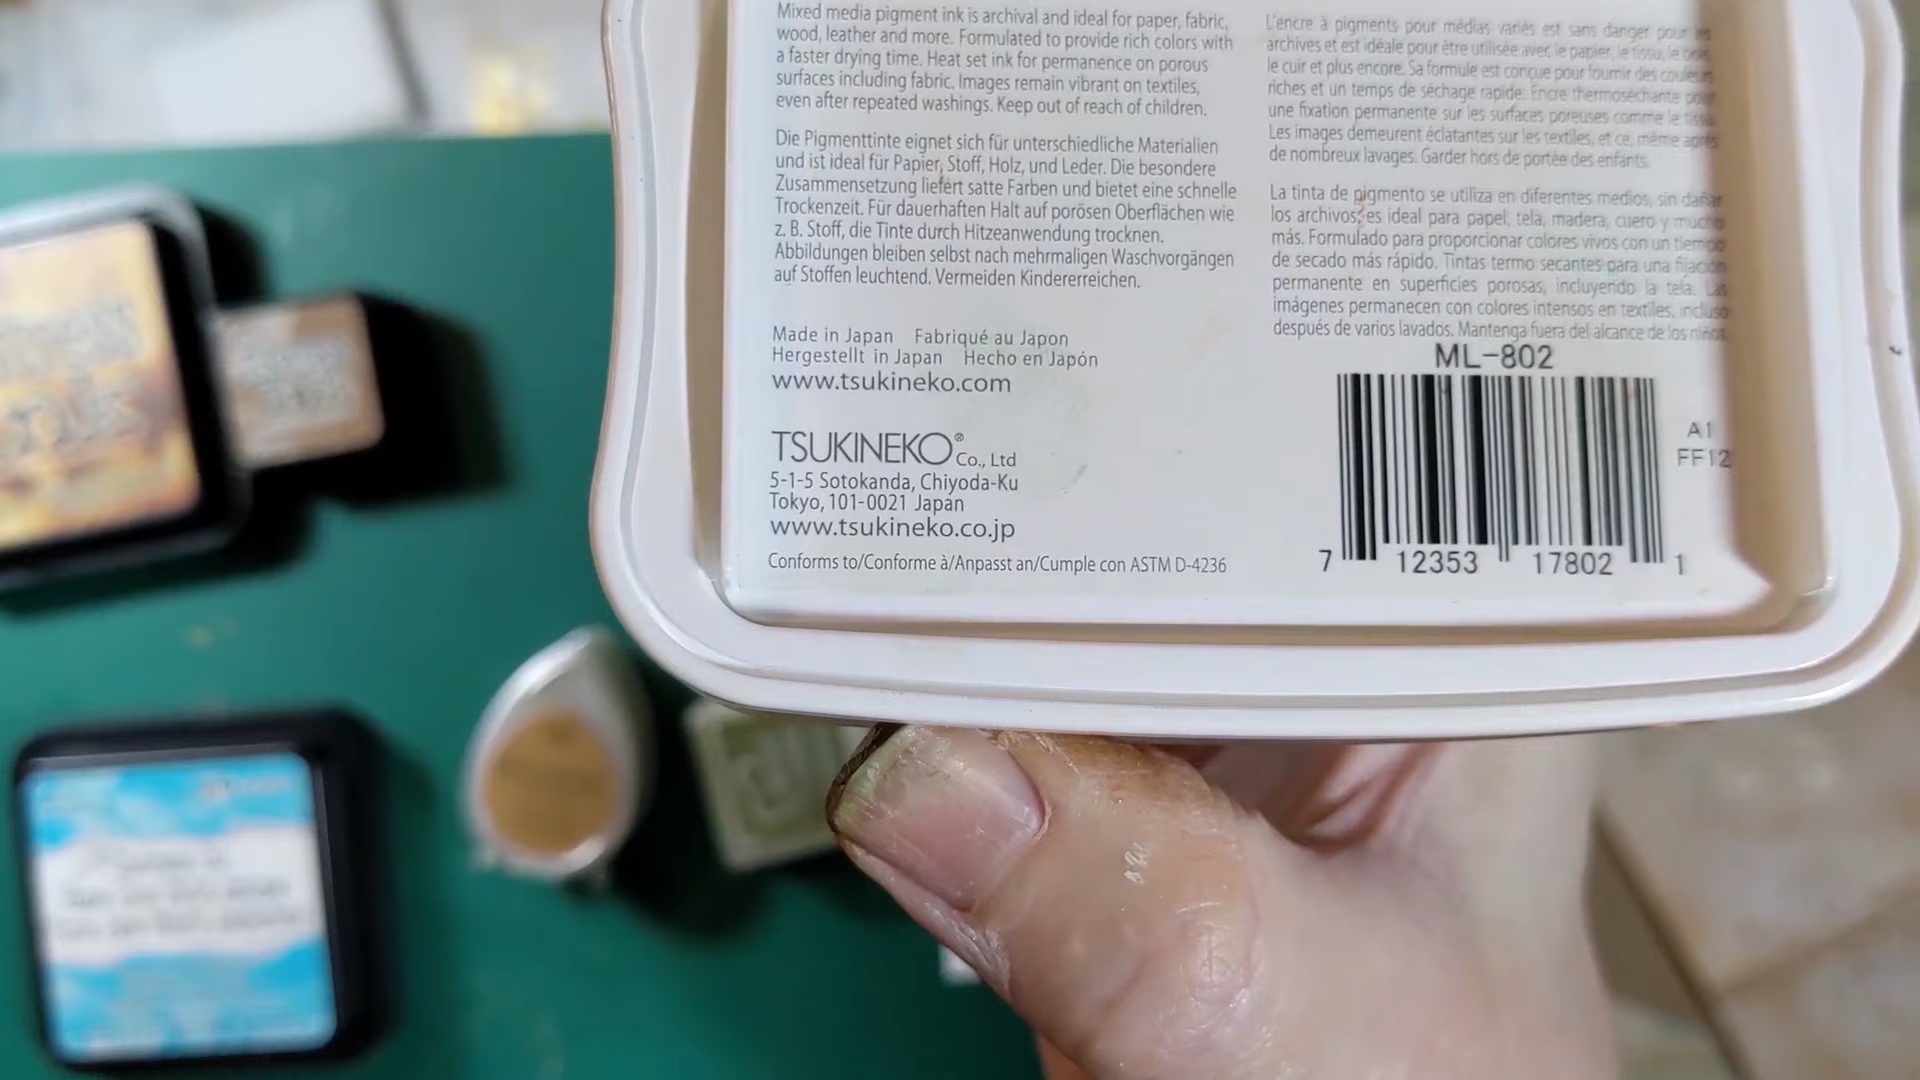 Mixed media pigment ink is archival and ideal for paper, fabric,
wood, leather and more. Formulated to provide rich colors with
a faster drying time. Heat set ink for permanence on porous
surfaces including fabric. Images remain vibrant on textiles,
even after repeated washings. Keep out of reach of children.
Die Pigmenttinte eignet sich für unterschiedliche Materialien
und ist ideal für Papier, Stoff, Holz, und Leder. Die besondere
Zusammensetzung liefert satte Farben und bietet eine schnelle
Trockenzeit. Für dauerhaften Halt auf porösen Oberflächen wie
z. B. Stoff, die Tinte durch Hitzeanwendung trocknen.
Abbildungen bleiben selbst nach mehrmaligen Waschvorgängen
auf Stoffen leuchtend. Vermeiden Kindererreichen.
Made in Japan Fabriqué au Japon
Hergestellt in Japan Hecho en Japón
www.tsukineko.com
TSUKINEKO® Co., Ltd
5-1-5 Sotokanda, Chiyoda-Ku
Tokyo, 101-0021 Japan
www.tsukineko.co.jp
Conforms to/Conforme à/Anpasst an/Cumple con ASTM D-4236
L'encre à pigments pour médias variés est sans danger pour les
archives et est idéale pour être utilisée avec le papier, le tissu, le bois,
le cuir et plus encore. Sa formule est conçue pour fournir des couleurs
riches et un temps de séchage rapide. Encre thermoséchante pour
une fixation permanente sur les surfaces poreuses comme le tissu.
Les images demeurent éclatantes sur les textiles, et ce, même après
de nombreux lavages. Garder hors de portée des enfants.
La tinta de pigmento se utiliza en diferentes medios, sin dañar
los archivos; es ideal para papel, tela, madera, cuero y mucho
más. Formulado para proporcionar colores vivos con un tiempo
de secado más rápido. Tintas termo secantes para una fijación
permanente en superficies porosas, incluyendo la tela. Las
imágenes permanecen con colores intensos en textiles, incluso
después de varios lavados. Mantenga fuera del alcance de los niños.
ML-802
A1
FF12
7 12353 17802 1